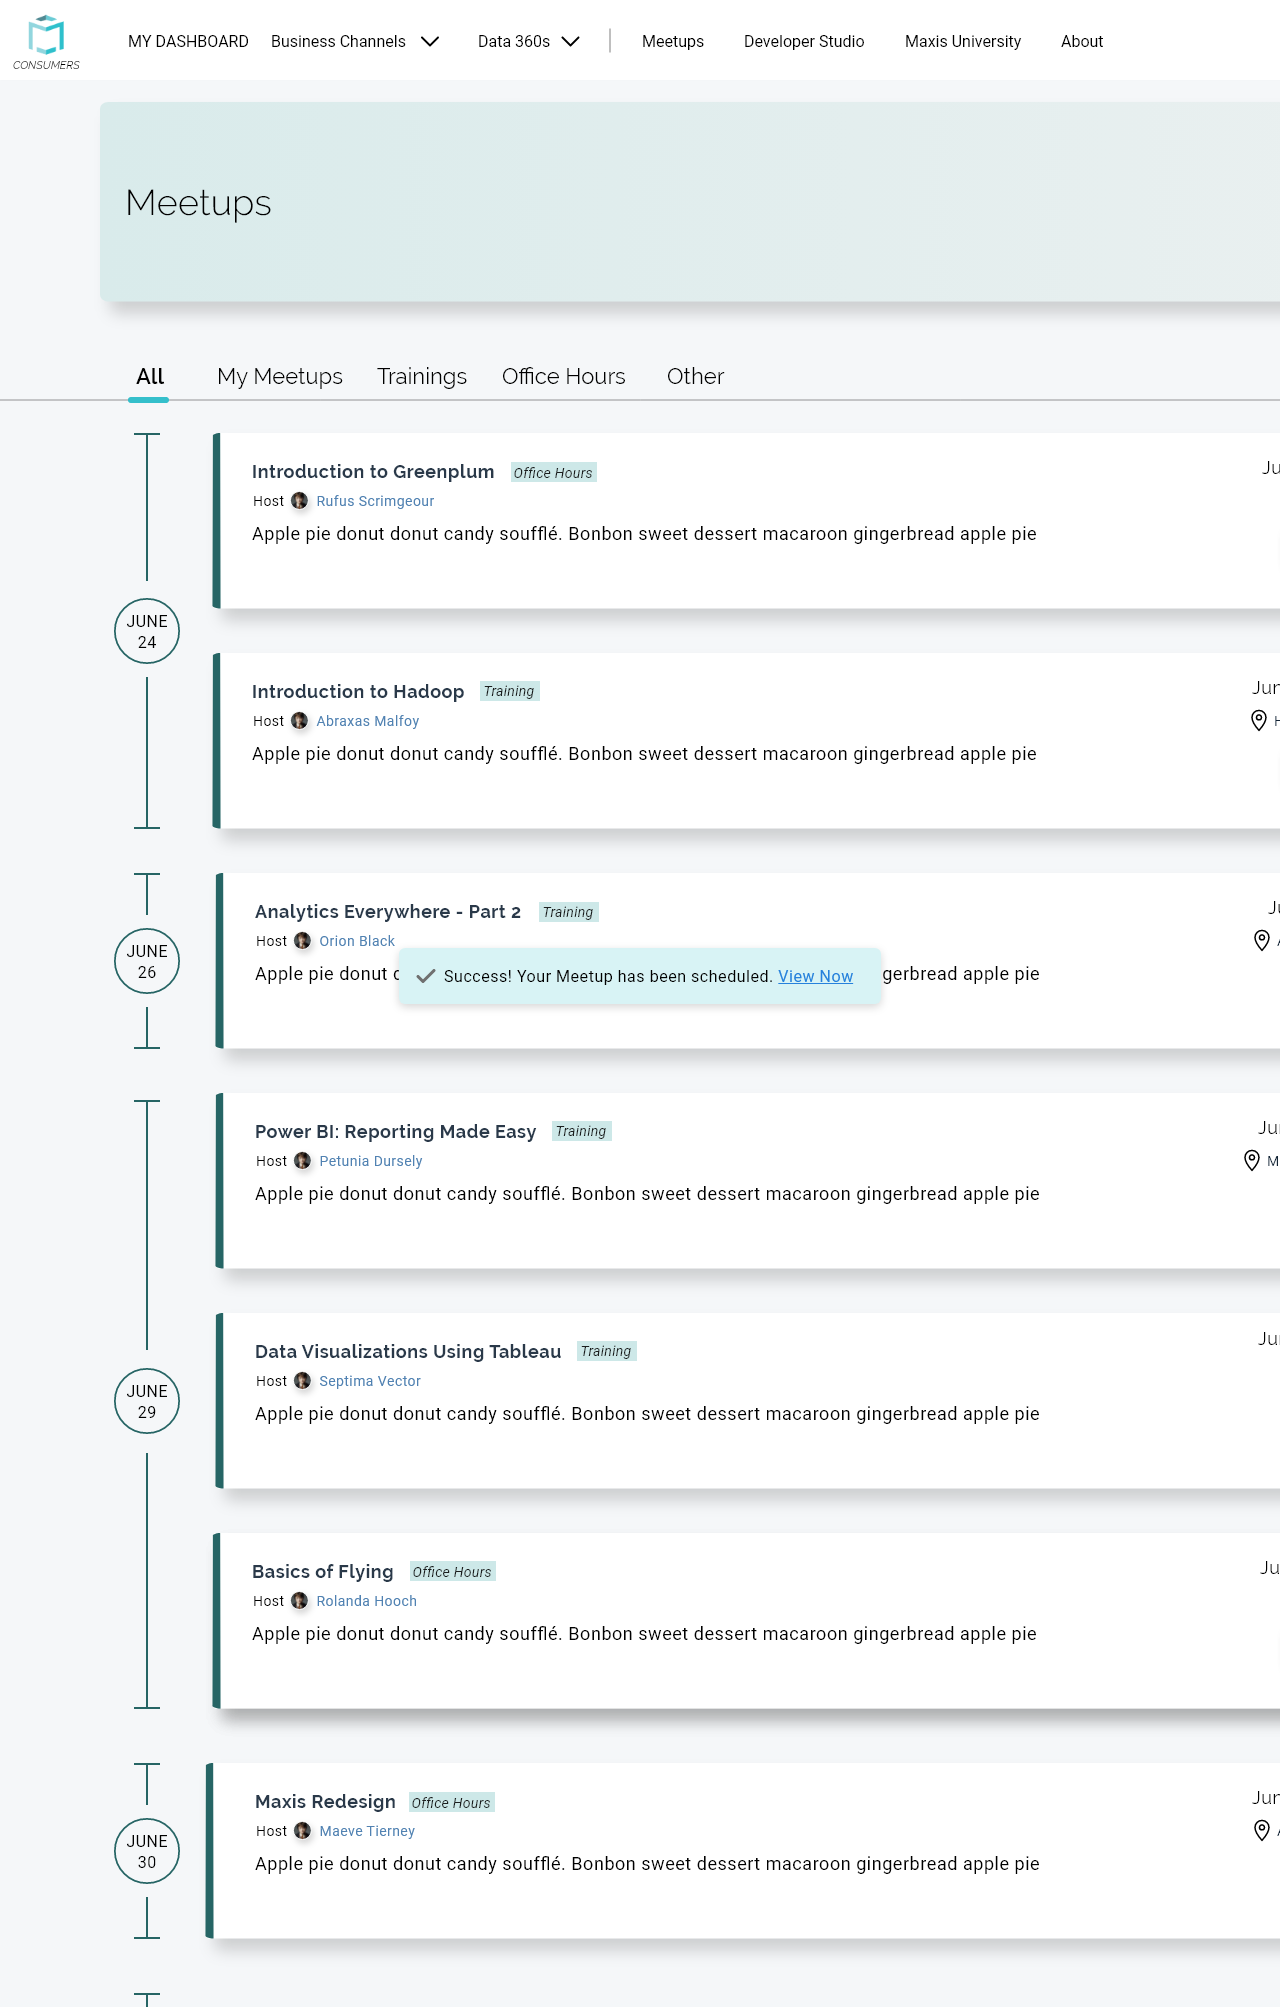 CONSUMERS
MY DASHBOARD Business Channels Data 360s Meetups Developer Studio Maxis University About
Meetups
All My Meetups Trainings Office Hours Other
Introduction to Greenplum Office Hours Ju
Host Rufus Scrimgeour
Apple pie donut donut candy soufflé. Bonbon sweet dessert macaroon gingerbread apple pie
JUNE
24
Introduction to Hadoop Training Jun
Host Abraxas Malfoy H
Apple pie donut donut candy soufflé. Bonbon sweet dessert macaroon gingerbread apple pie
Analytics Everywhere - Part 2 Training Ju
JUNE
26
Host Orion Black
Apple pie donut gerbread apple pie
Success! Your Meetup has been scheduled. View Now
Power BI: Reporting Made Easy Training Jun
Host Petunia Dursely M
Apple pie donut donut candy soufflé. Bonbon sweet dessert macaroon gingerbread apple pie
Data Visualizations Using Tableau Training Jun
JUNE
29
Host Septima Vector
Apple pie donut donut candy soufflé. Bonbon sweet dessert macaroon gingerbread apple pie
Basics of Flying Office Hours Ju
Host Rolanda Hooch
Apple pie donut donut candy soufflé. Bonbon sweet dessert macaroon gingerbread apple pie
Maxis Redesign Office Hours Jun
JUNE
30
Host Maeve Tierney
Apple pie donut donut candy soufflé. Bonbon sweet dessert macaroon gingerbread apple pie